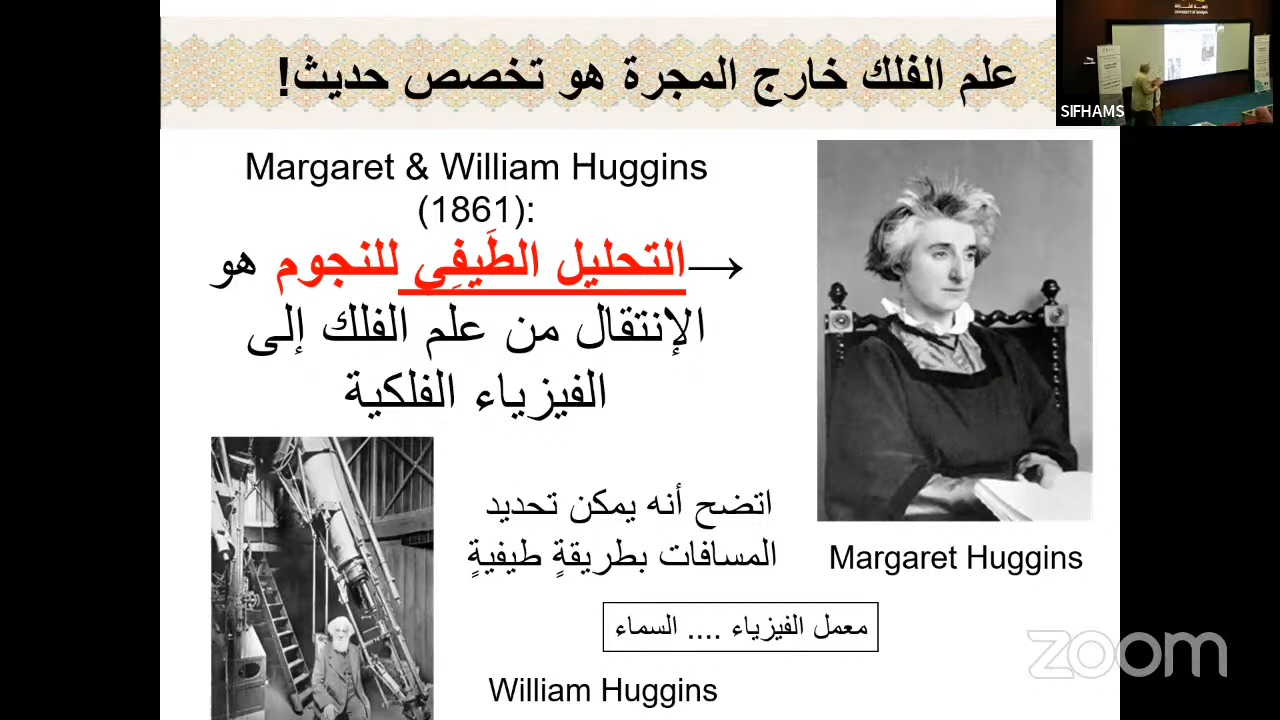 علم الفلك خارج المجرة هو تخصص حديث!
SIFHAMS
Margaret & William Huggins
(1861):
→التحليل الطَيفِي للنجوم هو
الإنتقال من علم الفلك إلى
الفيزياء الفلكية
اتضح أنه يمكن تحديد
المسافات بطريقةٍ طيفيةٍ
Margaret Huggins
معمل الفيزياء .... السماء
William Huggins
zoom